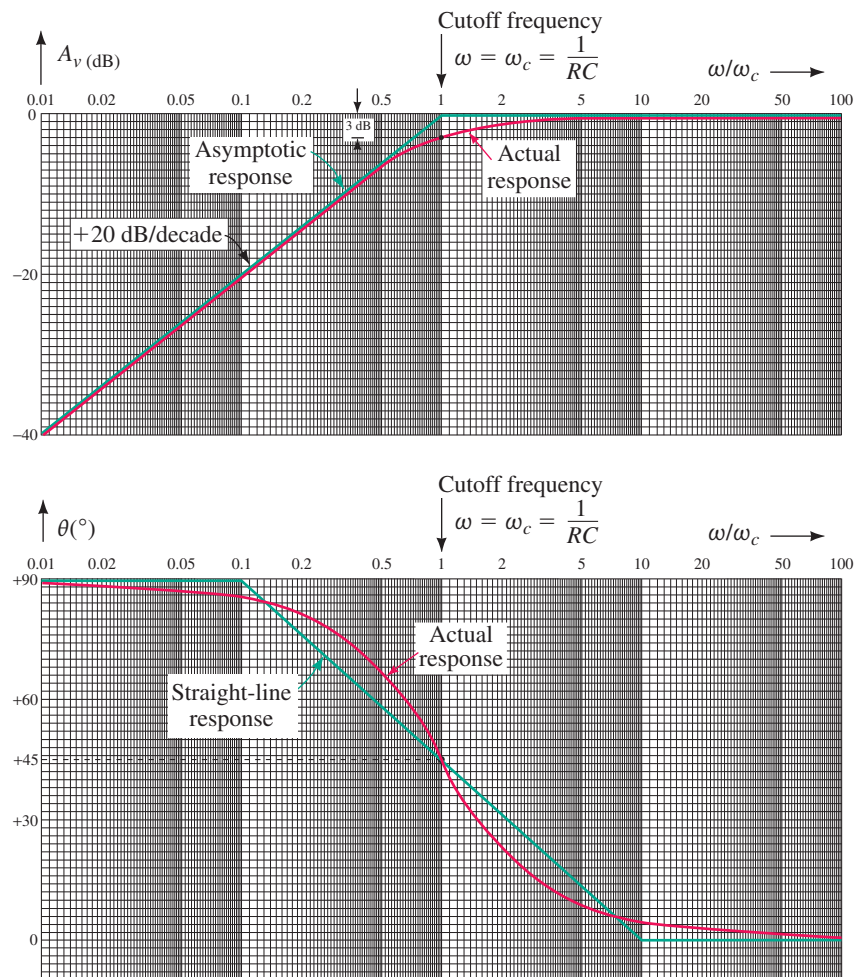 Cutoff frequency
A_v (dB)
ω = ω_c = 1/RC
ω/ω_c
0.01 0.02 0.05 0.1 0.2 0.5 1 2 5 10 20 50 100
0
3 dB
Asymptotic
response
Actual
response
+20 dB/decade
–20
–40
Cutoff frequency
θ(°)
ω = ω_c = 1/RC
ω/ω_c
0.01 0.02 0.05 0.1 0.2 0.5 1 2 5 10 20 50 100
+90
Actual
response
Straight-line
response
+60
+45
+30
0